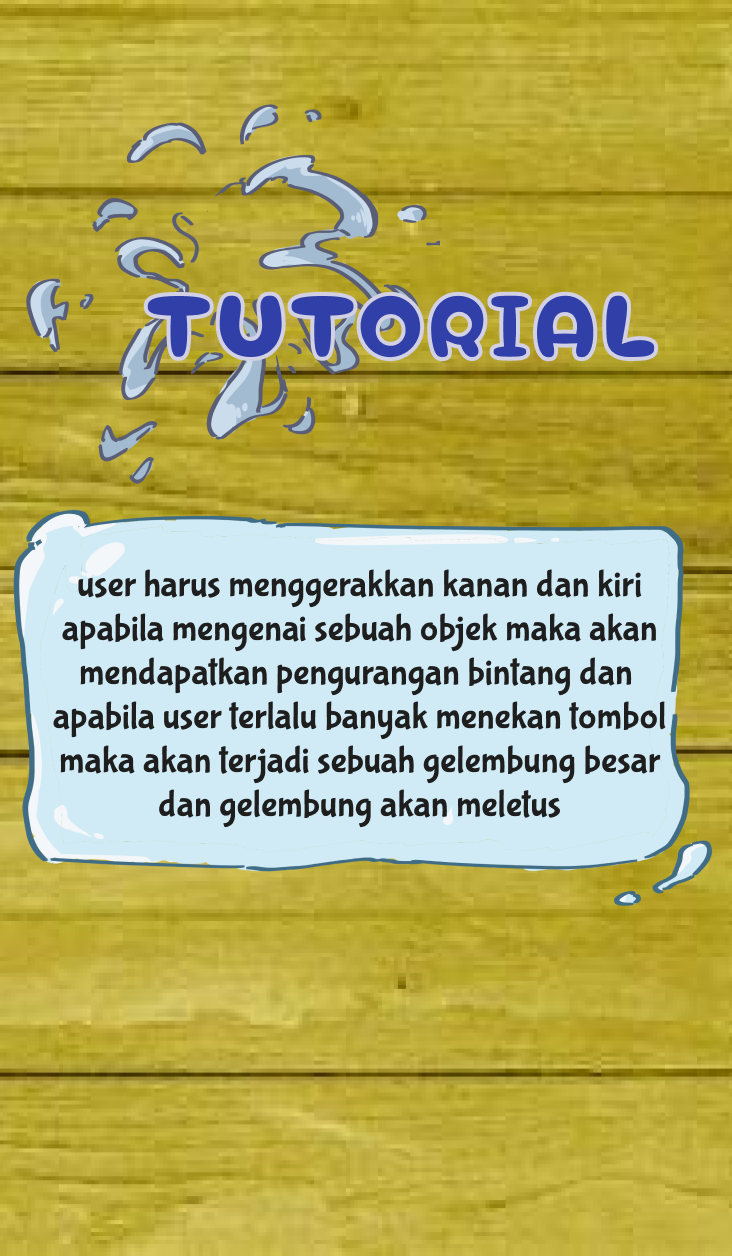 TUTORIAL
user harus menggerakkan kanan dan kiri
apabila mengenai sebuah objek maka akan
mendapatkan pengurangan bintang dan
apabila user terlalu banyak menekan tombol
maka akan terjadi sebuah gelembung besar
dan gelembung akan meletus